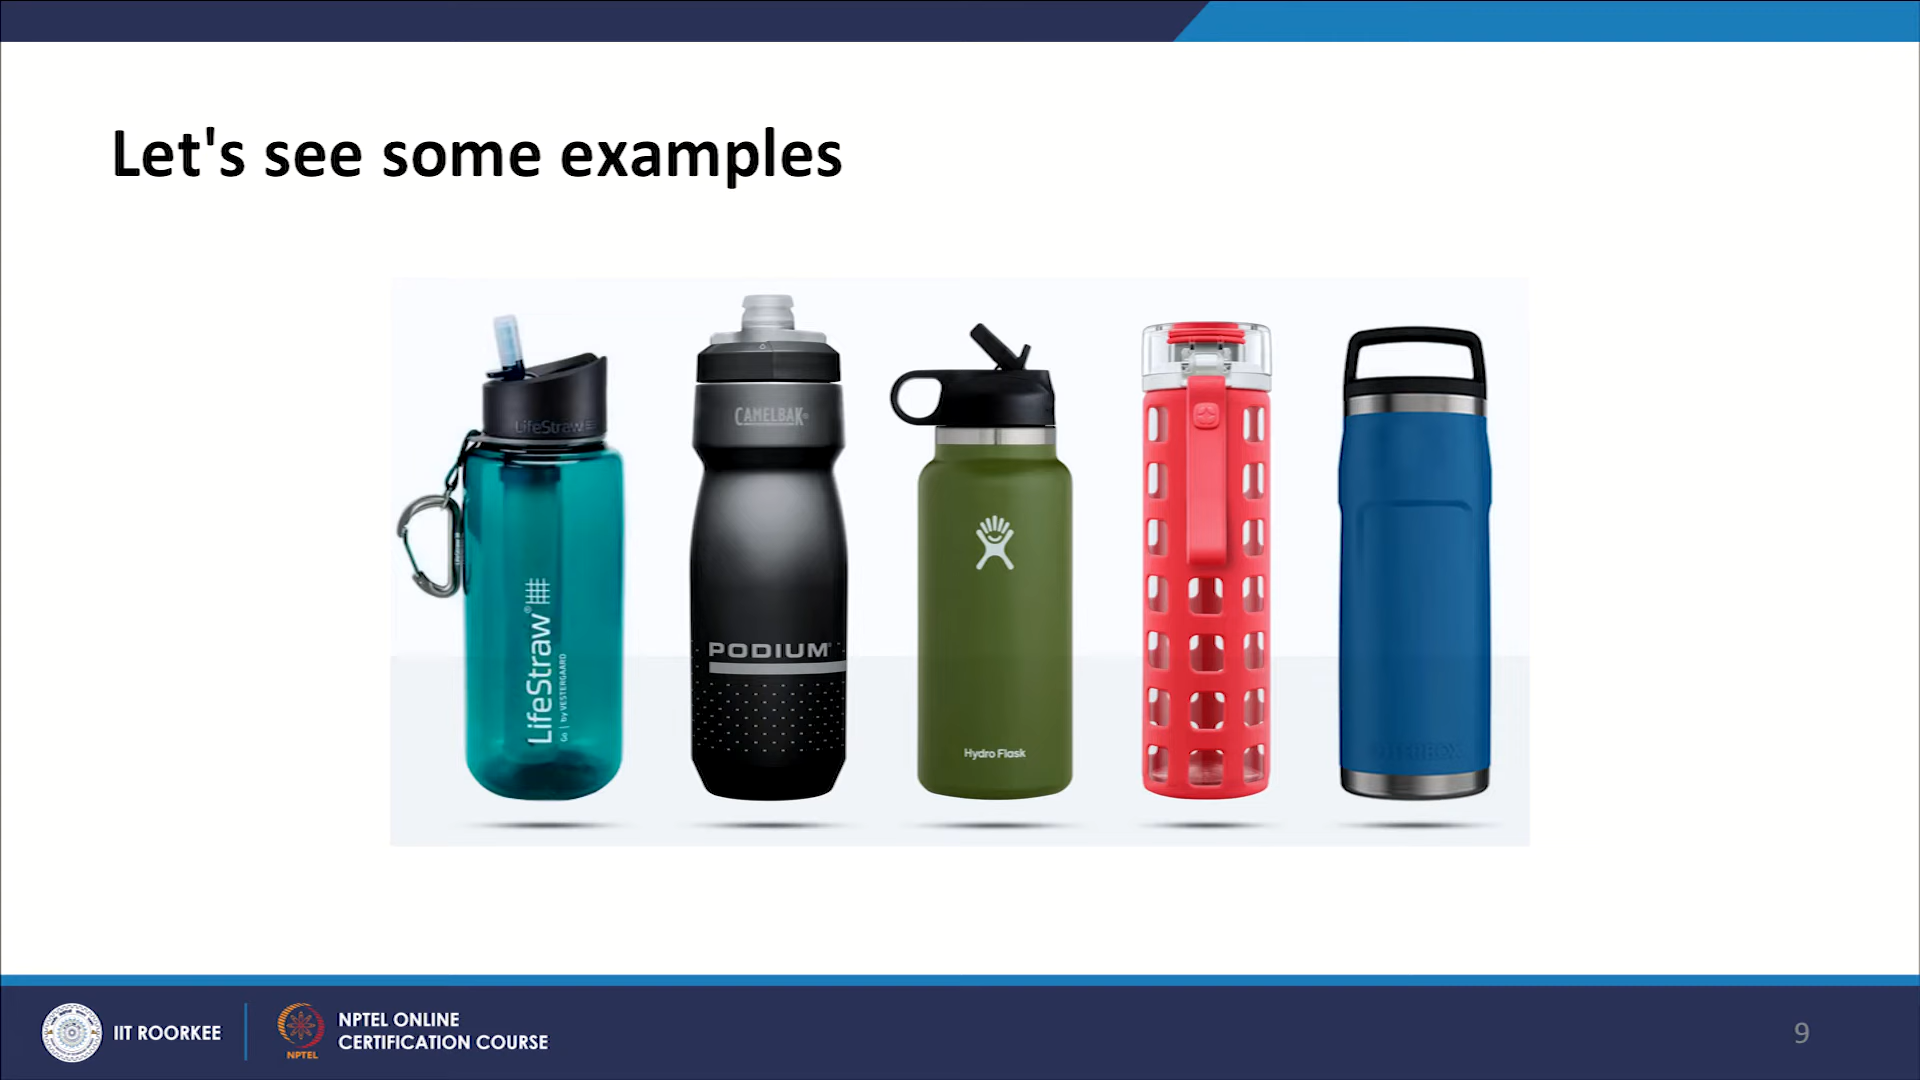 Let's see some examples
LifeStraw
CAMELBAK
LifeStraw®
Go | by VESTERGAARD
PODIUM
Hydro Flask
IIT ROORKEE
NPTEL
NPTEL ONLINE
CERTIFICATION COURSE
9